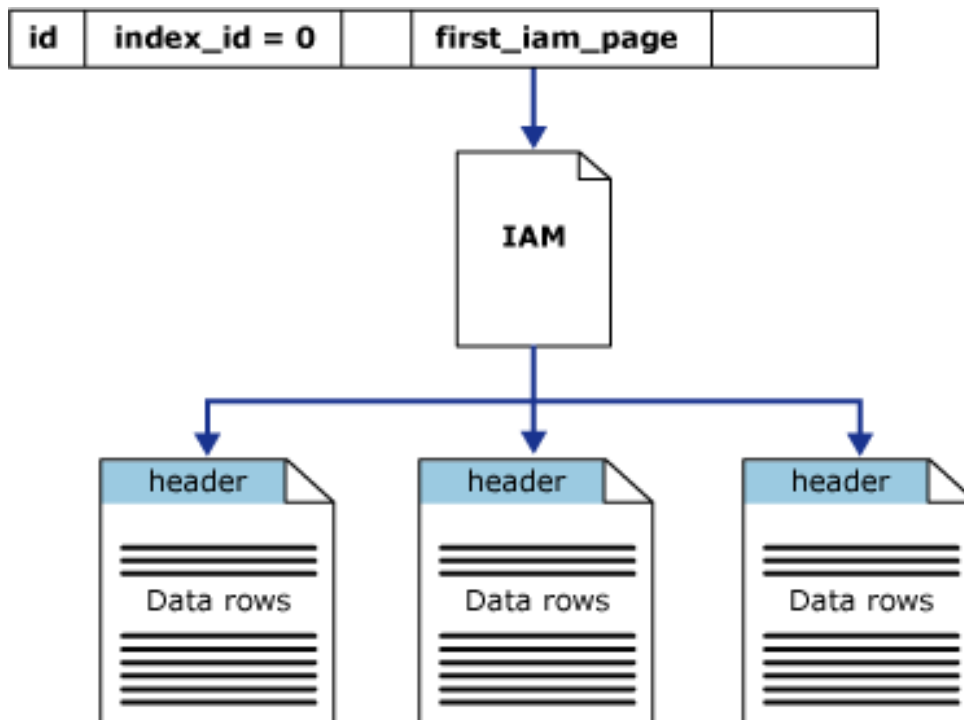 id index_id = 0 first_iam_page
IAM
header header header
Data rows Data rows Data rows